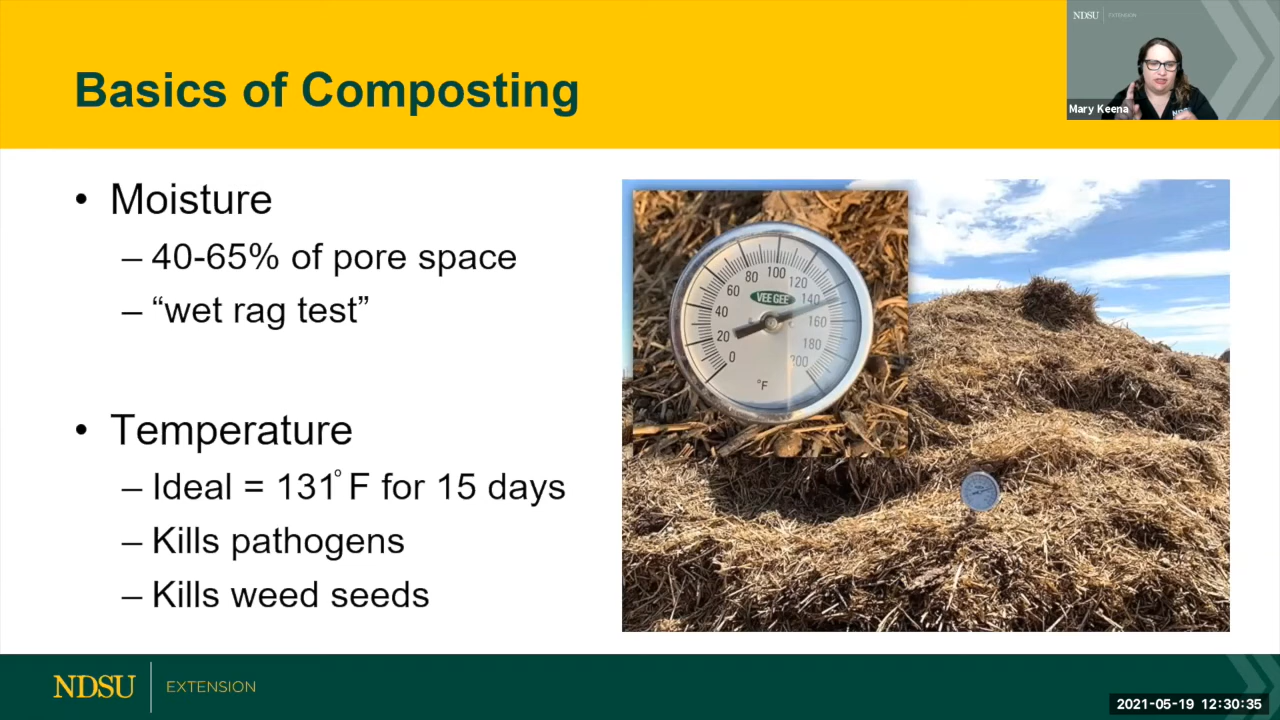 NDSU EXTENSION
Mary Keena
Basics of Composting
• Moisture
– 40-65% of pore space
– “wet rag test”
• Temperature
– Ideal = 131° F for 15 days
– Kills pathogens
– Kills weed seeds
0 20 40 60 80 100 120 140 160 180 200
VEE GEE
°F
NDSU EXTENSION
2021-05-19 12:30:35